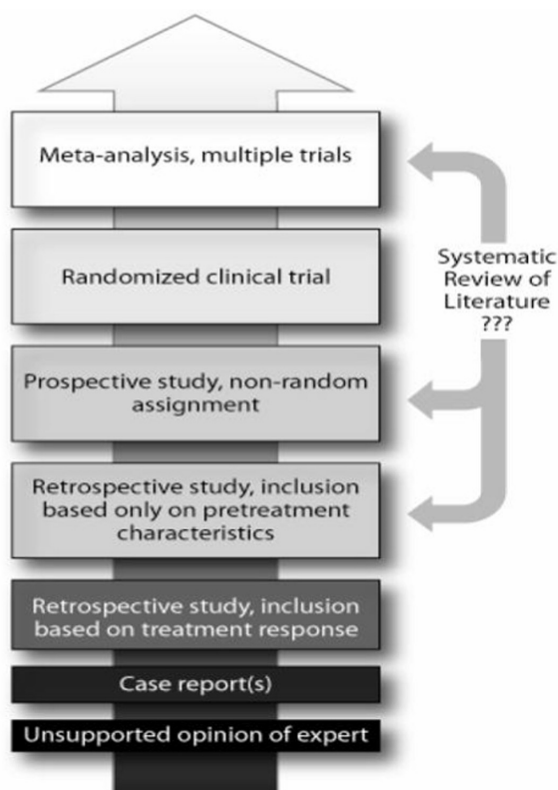 Meta-analysis, multiple trials
Randomized clinical trial
Systematic
Review of
Literature
???
Prospective study, non-random
assignment
Retrospective study, inclusion
based only on pretreatment
characteristics
Retrospective study, inclusion
based on treatment response
Case report(s)
Unsupported opinion of expert